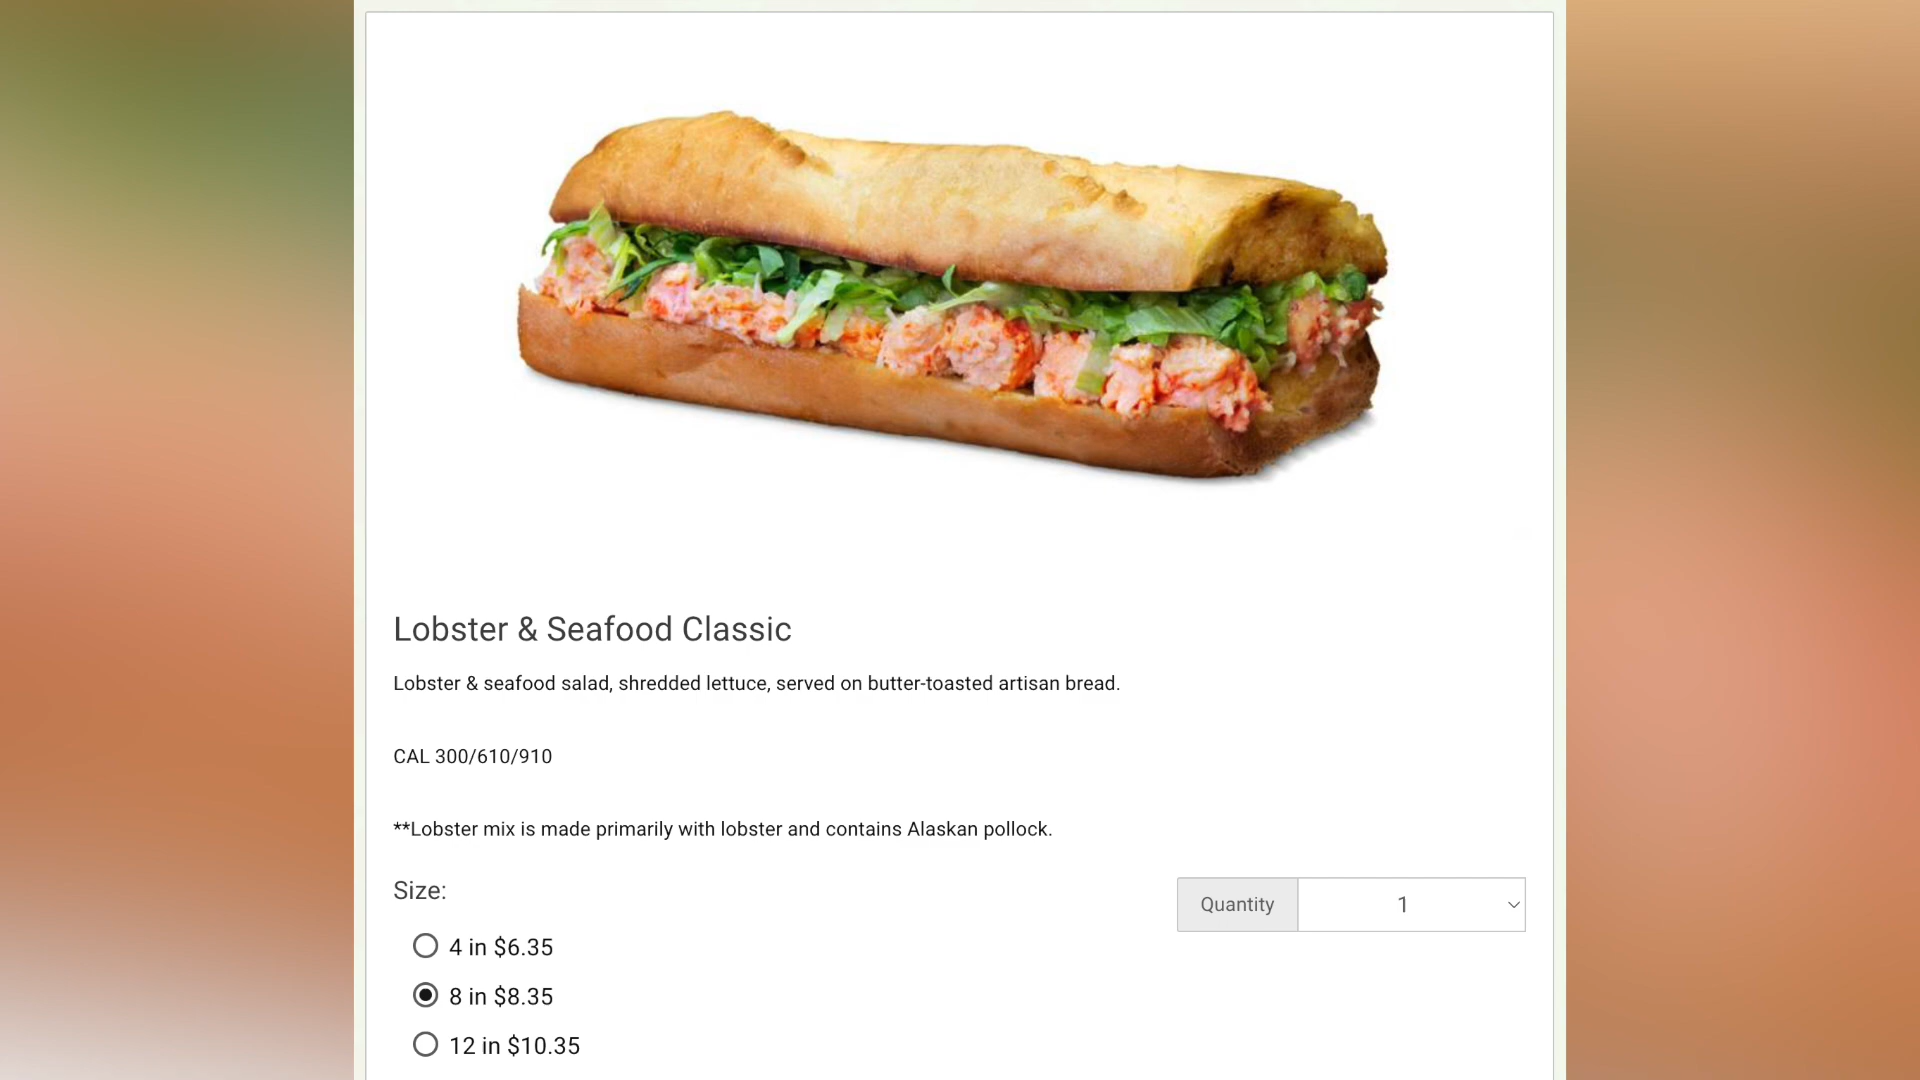 Lobster & Seafood Classic
Lobster & seafood salad, shredded lettuce, served on butter-toasted artisan bread.
CAL 300/610/910
**Lobster mix is made primarily with lobster and contains Alaskan pollock.
Size:
Quantity 1
4 in $6.35
8 in $8.35
12 in $10.35